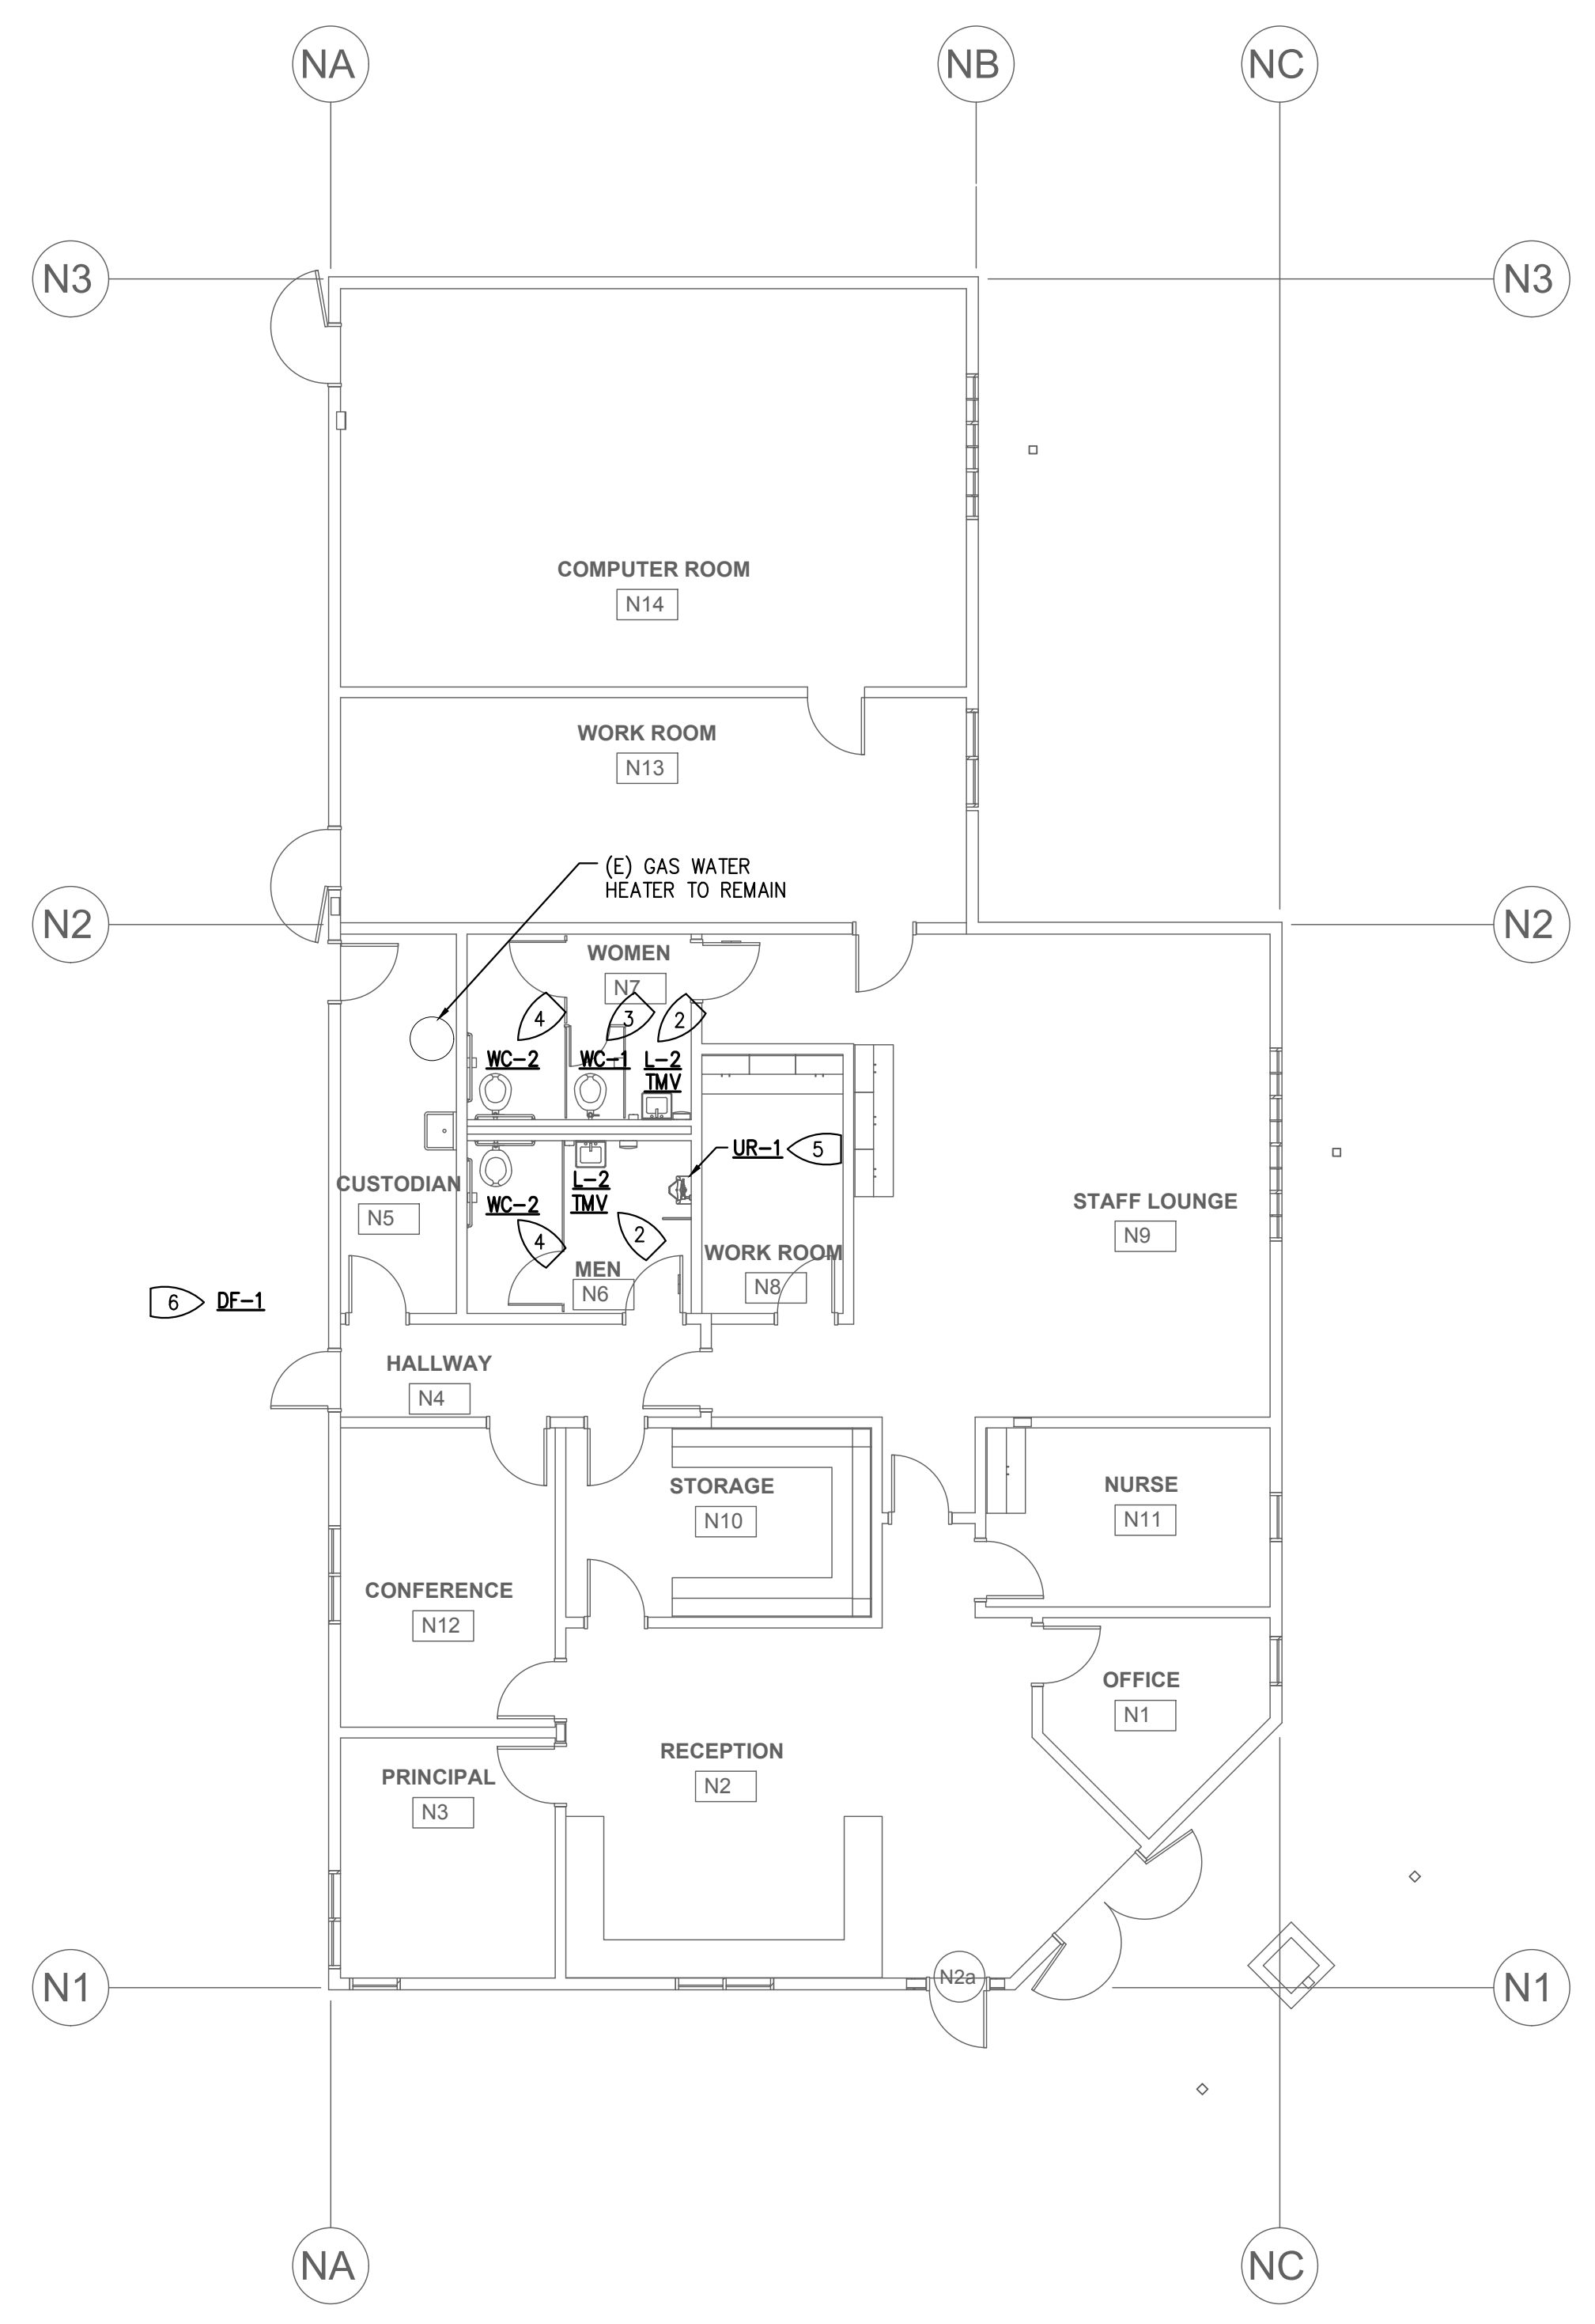 NA
NB
NC
N3
N3
COMPUTER ROOM
N14
WORK ROOM
N13
(E) GAS WATER
HEATER TO REMAIN
N2
N2
WOMEN
N7
4
3
2
WC-2
WC-1
L-2
TMV
UR-1
5
CUSTODIAN
N5
WC-2
L-2
TMV
4
2
MEN
N6
WORK ROOM
N8
STAFF LOUNGE
N9
6
DF-1
HALLWAY
N4
STORAGE
N10
NURSE
N11
CONFERENCE
N12
OFFICE
N1
RECEPTION
N2
PRINCIPAL
N3
N2a
N1
N1
NA
NC